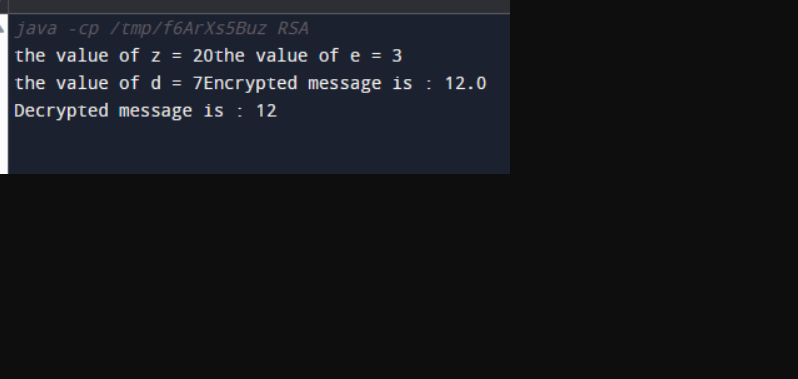 java -cp /tmp/f6ArXs5Buz RSA
the value of z = 20the value of e = 3
the value of d = 7Encrypted message is : 12.0
Decrypted message is : 12